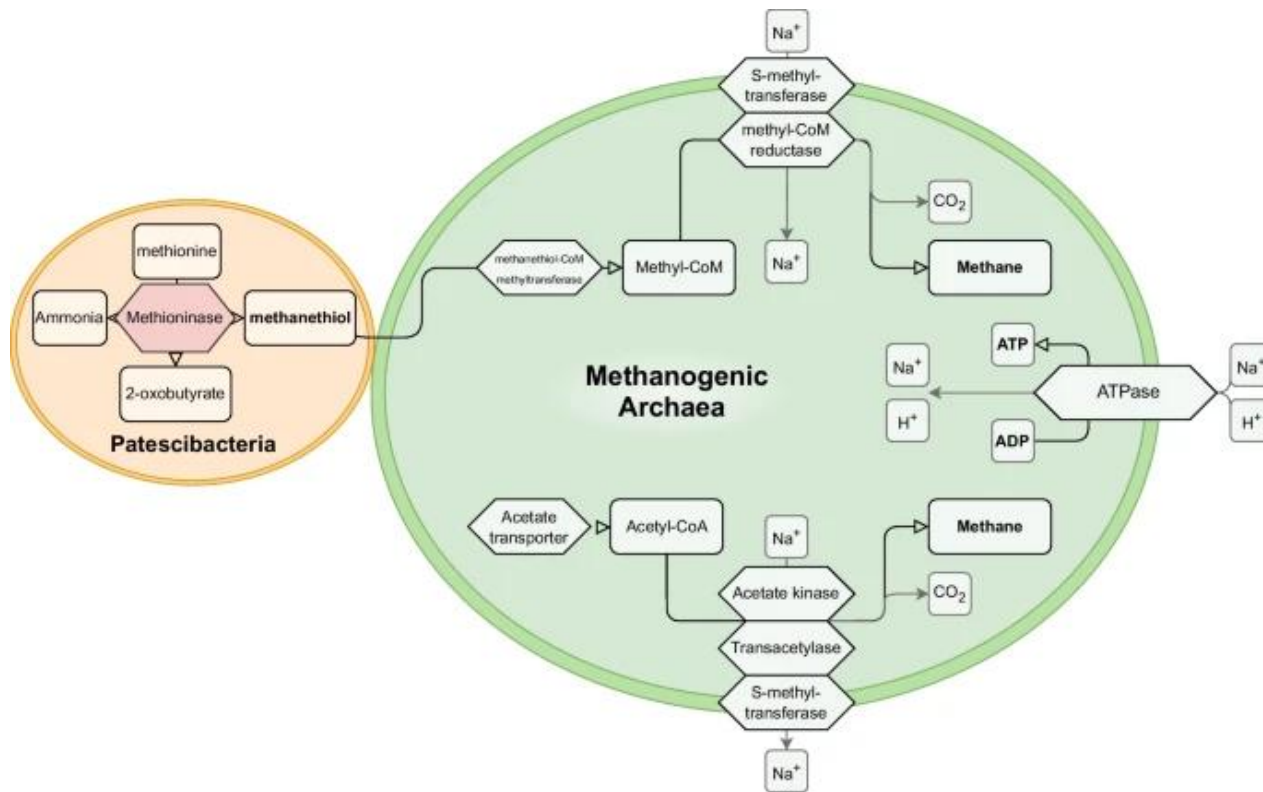 Na⁺
S-methyl-
transferase
methyl-CoM
reductase
CO₂
methionine
methanethiol-CoM
methyltransferase
Methyl-CoM
Na⁺
Methane
Ammonia
Methioninase
methanethiol
2-oxobutyrate
Patescibacteria
Methanogenic
Archaea
ATP
Na⁺
Na⁺
ATPase
H⁺
ADP
H⁺
Acetate
transporter
Acetyl-CoA
Na⁺
Methane
Acetate kinase
CO₂
Transacetylase
S-methyl-
transferase
Na⁺